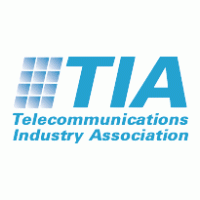 TIA
Telecommunications
Industry Association